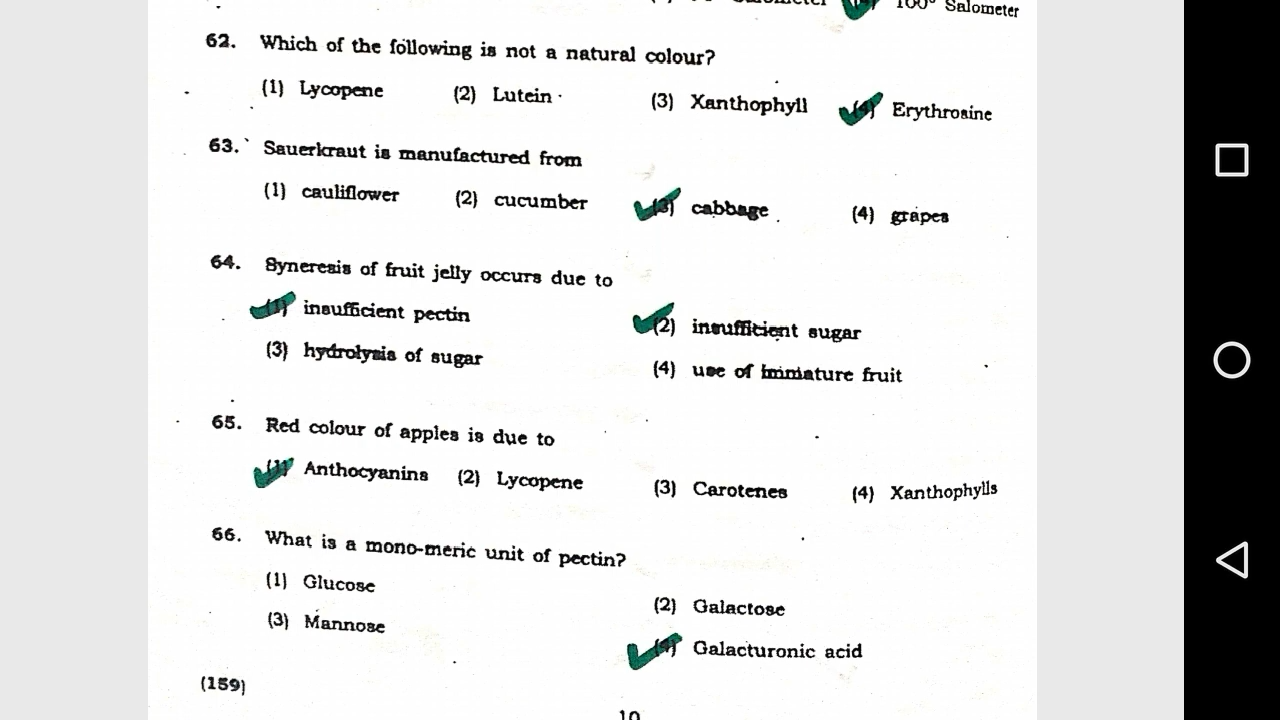 100° Salometer
62. Which of the following is not a natural colour?
(1) Lycopene (2) Lutein (3) Xanthophyll (4) Erythrosine
63. Sauerkraut is manufactured from
(1) cauliflower (2) cucumber (3) cabbage (4) grapes
64. Syneresis of fruit jelly occurs due to
(1) insufficient pectin (2) insufficient sugar
(3) hydrolysis of sugar (4) use of immature fruit
65. Red colour of apples is due to
(1) Anthocyanins (2) Lycopene (3) Carotenes (4) Xanthophylls
66. What is a mono-meric unit of pectin?
(1) Glucose (2) Galactose
(3) Mannose (4) Galacturonic acid
(159)
10